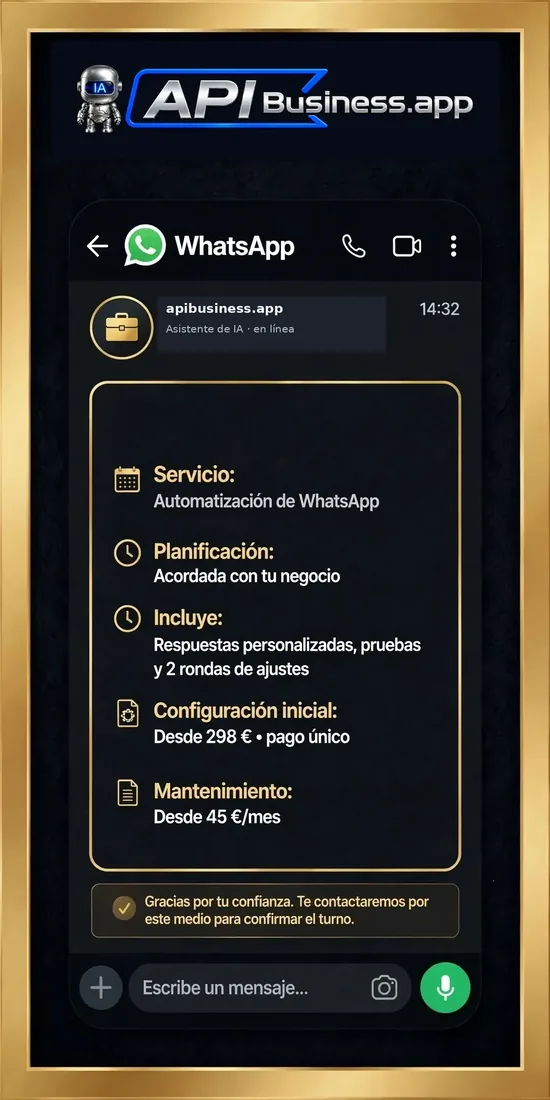 IA
API Business.app
WhatsApp
apibusiness.app
14:32
Asistente de IA · en línea
Servicio:
Automatización de WhatsApp
Planificación:
Acordada con tu negocio
Incluye:
Respuestas personalizadas, pruebas
y 2 rondas de ajustes
Configuración inicial:
Desde 298 € • pago único
Mantenimiento:
Desde 45 €/mes
Gracias por tu confianza. Te contactaremos por
este medio para confirmar el turno.
Escribe un mensaje...